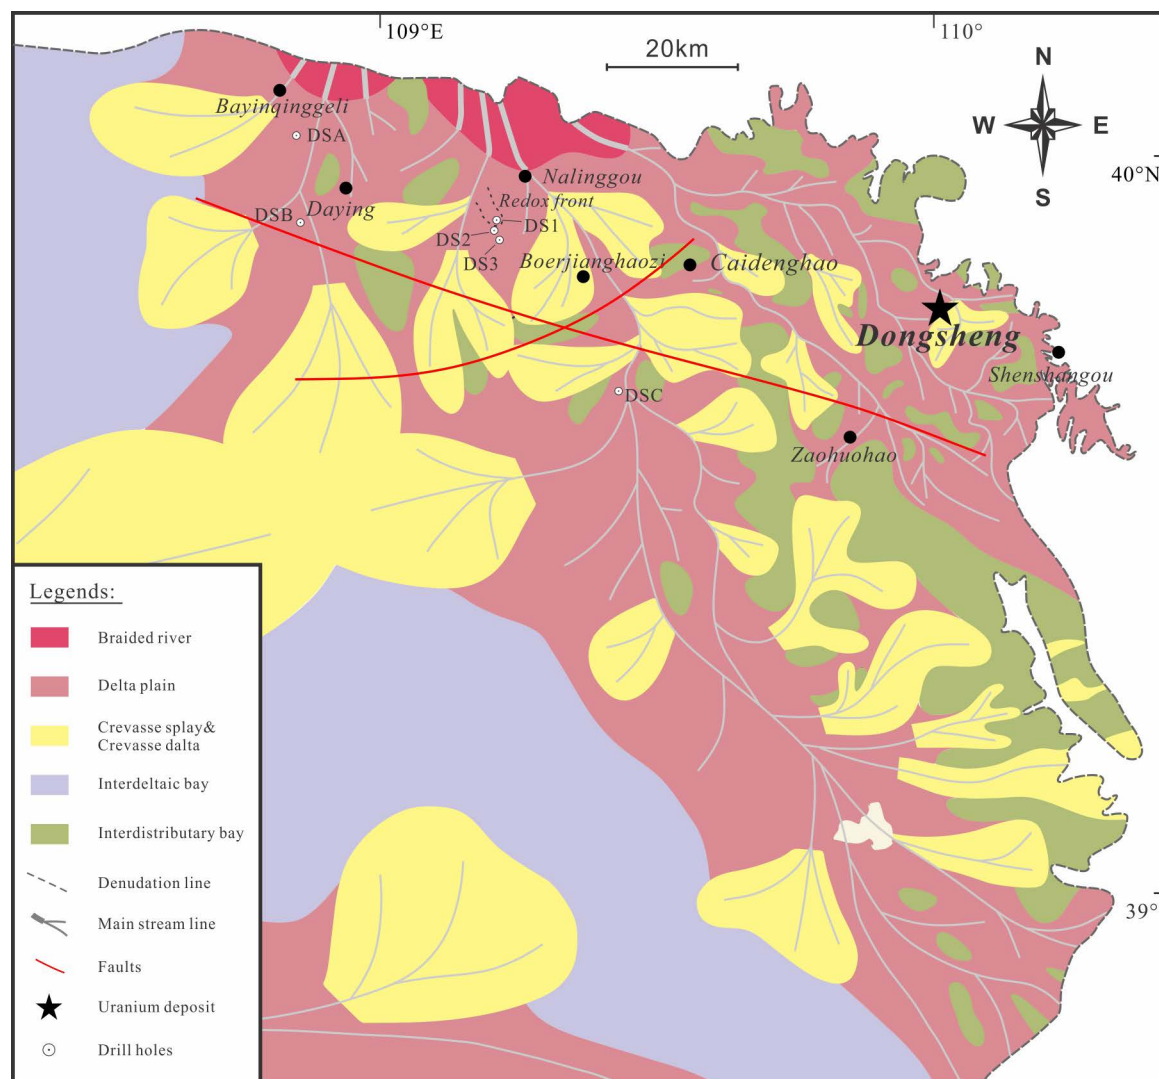 109°E
110°
20km
N
W
E
S
40°N
Bayinqinggeli
DSA
Nalinggou
Daying
Redox front
DSB
DS1
DS2
DS3
Boerjianghaozi
Caidenghao
Dongsheng
Shenshangou
DSC
Zaohuohao
39°
Legends:
Braided river
Delta plain
Crevasse splay&
Crevasse dalta
Interdeltaic bay
Interdistributary bay
Denudation line
Main stream line
Faults
Uranium deposit
Drill holes